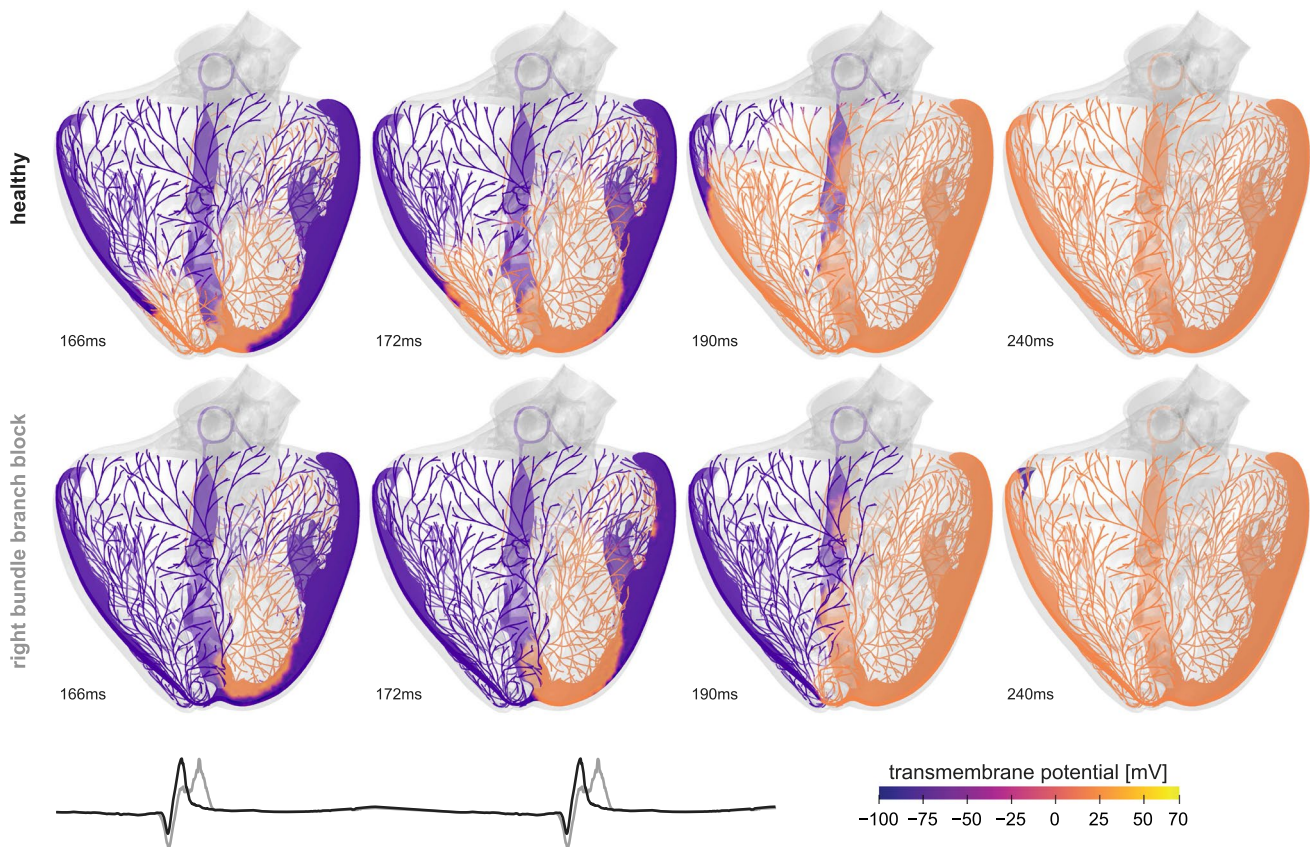 healthy
166ms
172ms
190ms
240ms
right bundle branch block
166ms
172ms
190ms
240ms
transmembrane potential [mV]
−100 −75 −50 −25 0 25 50 70